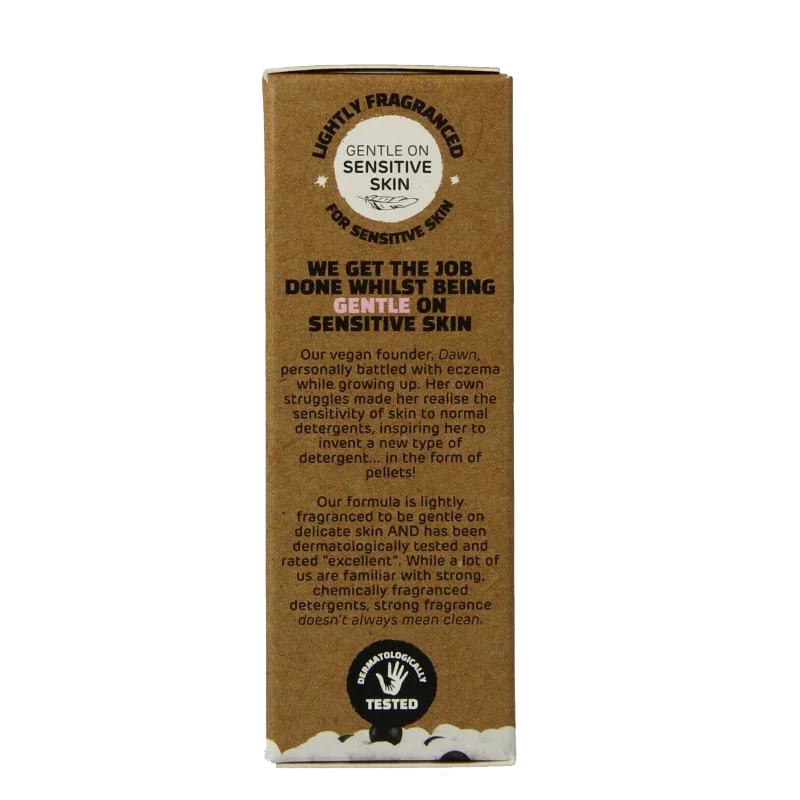 LIGHTLY FRAGRANCED
GENTLE ON
SENSITIVE
SKIN
FOR SENSITIVE SKIN
WE GET THE JOB
DONE WHILST BEING
GENTLE ON
SENSITIVE SKIN
Our vegan founder, Dawn,
personally battled with eczema
while growing up. Her own
struggles made her realise the
sensitivity of skin to normal
detergents, inspiring her to
invent a new type of
detergent... in the form of
pellets!
Our formula is lightly
fragranced to be gentle on
delicate skin AND has been
dermatologically tested and
rated "excellent". While a lot of
us are familiar with strong,
chemically fragranced
detergents, strong fragrance
doesn't always mean clean.
DERMATOLOGICALLY
TESTED